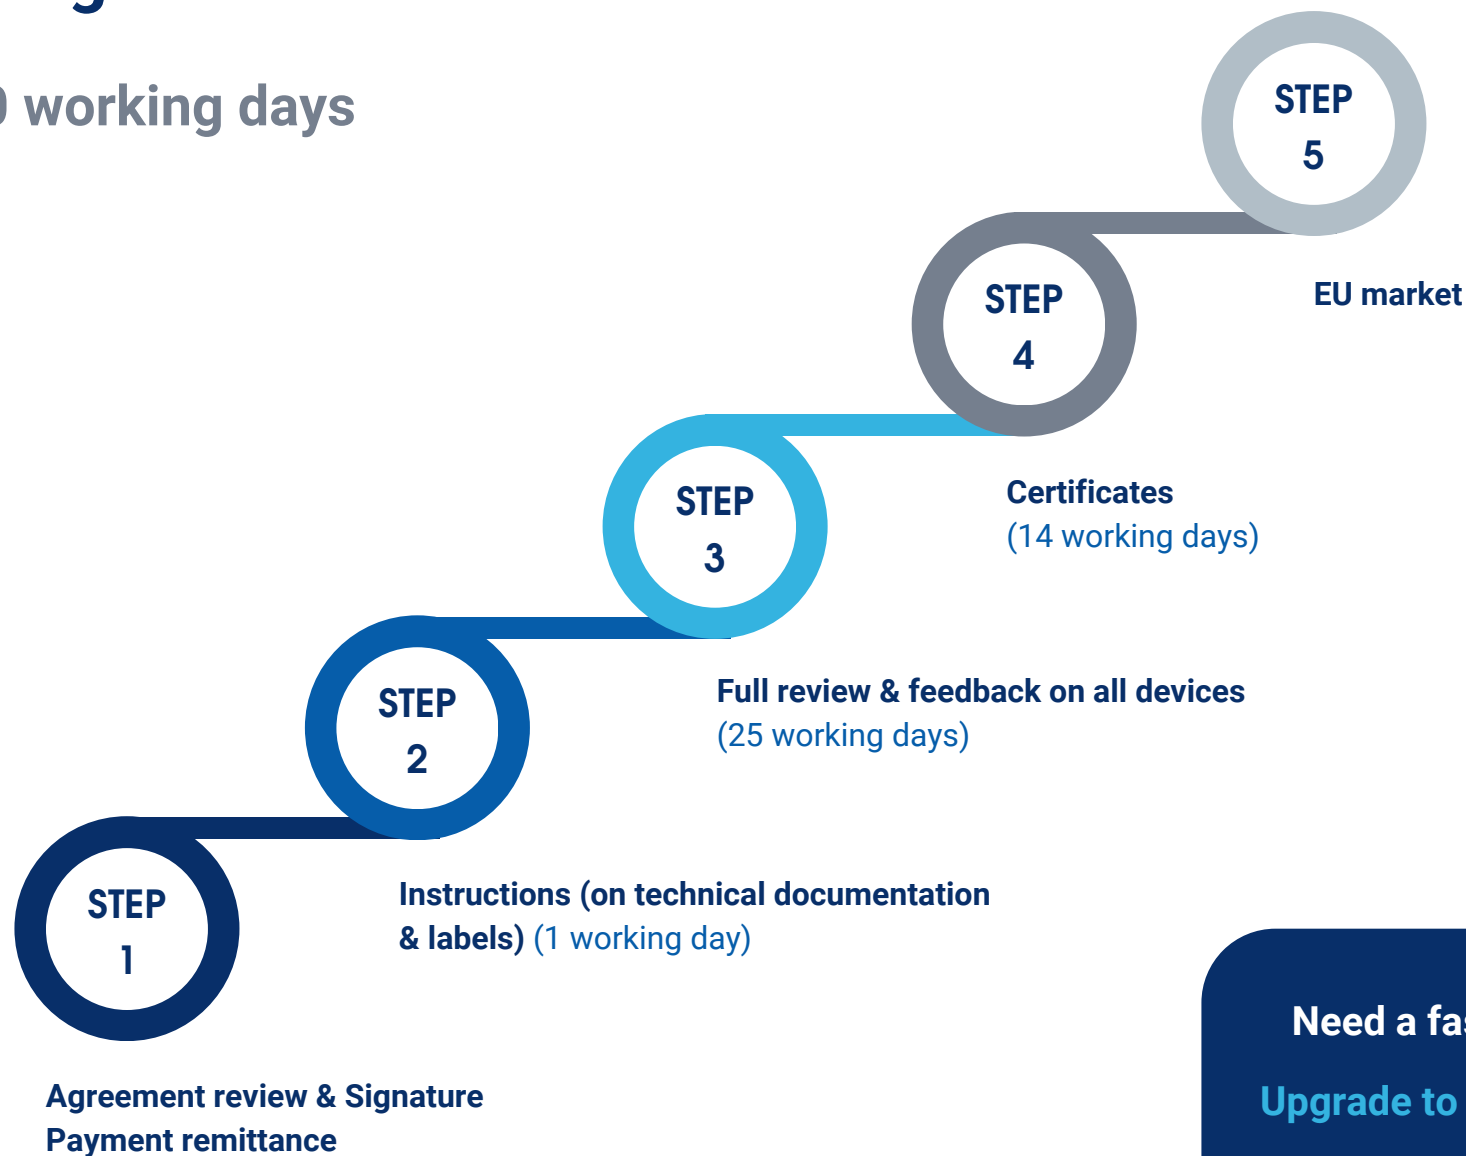 working days
STEP
5
EU market
STEP
4
Certificates
(14 working days)
STEP
3
Full review & feedback on all devices
(25 working days)
STEP
2
Instructions (on technical documentation
& labels) (1 working day)
STEP
1
Agreement review & Signature
Payment remittance
Need a
Upgrade to